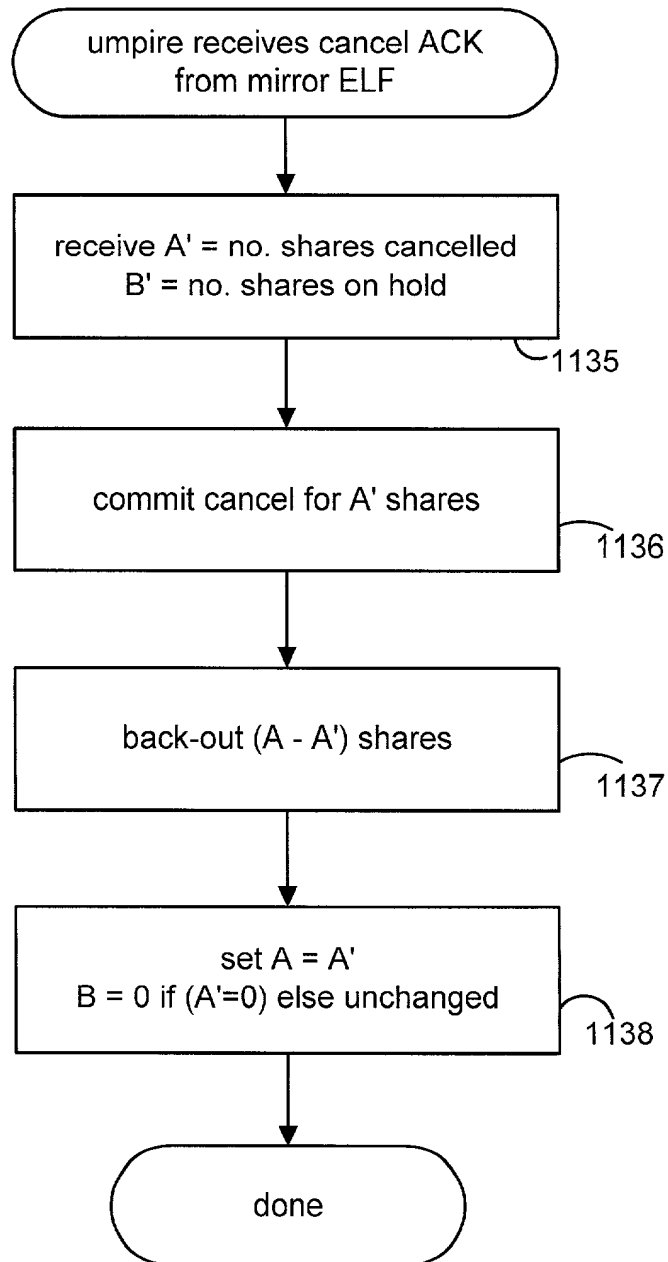 umpire receives cancel ACK
from mirror ELF
receive A' = no. shares cancelled
B' = no. shares on hold
1135
commit cancel for A' shares
1136
back-out (A - A') shares
1137
set A = A'
B = 0 if (A'=0) else unchanged
1138
done